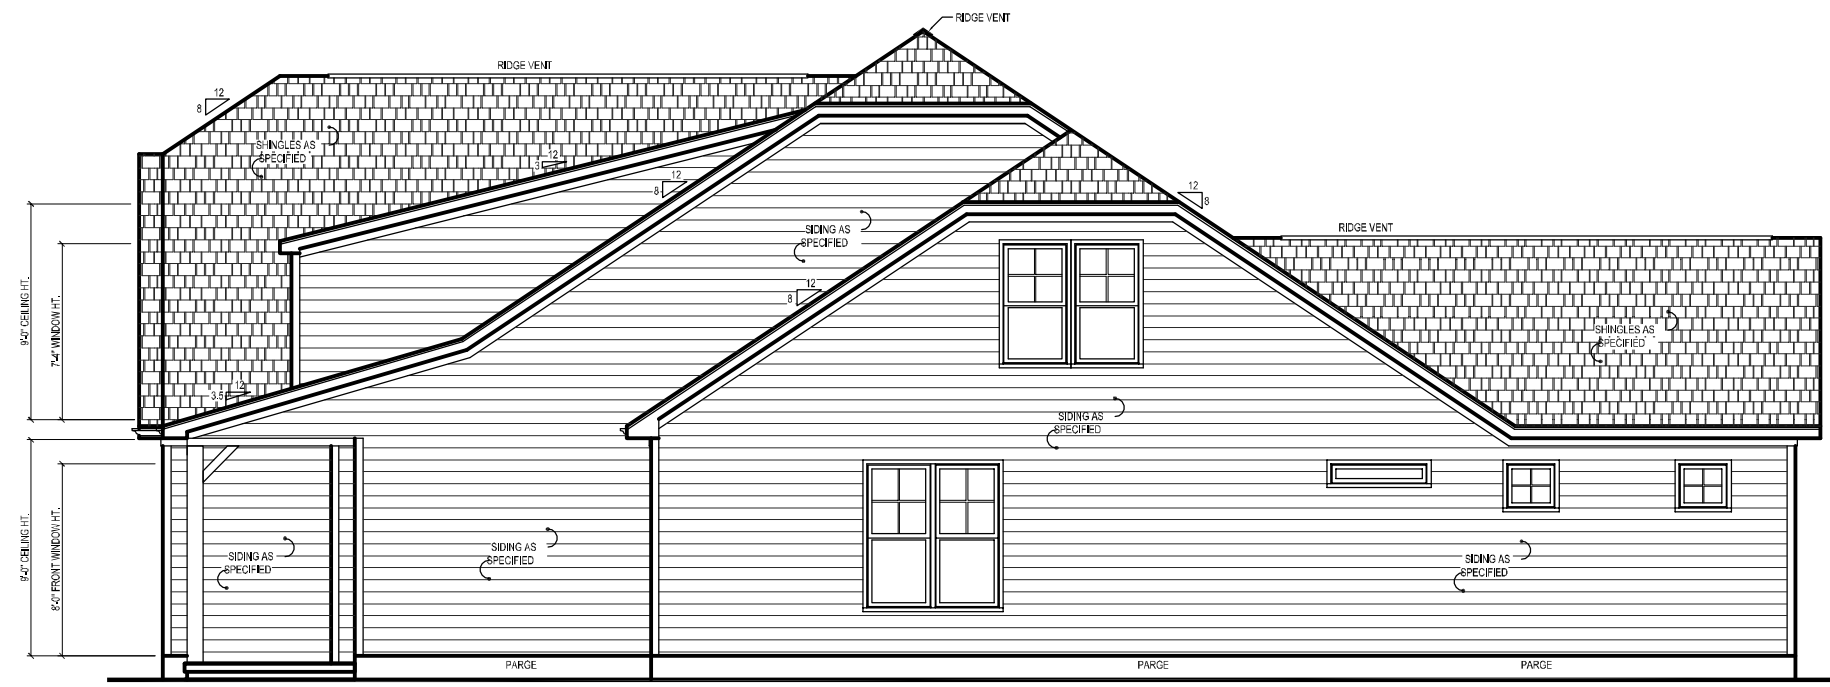 RIDGE VENT
RIDGE VENT
12
8
SHINGLES AS
SPECIFIED
12
3
12
8
12
8
SIDING AS
SPECIFIED
RIDGE VENT
12
8
9'-0" CEILING HT.
7'-4" WINDOW HT.
SHINGLES AS
SPECIFIED
12
3.5
SIDING AS
SPECIFIED
9'-0" CEILING HT.
8'-0" FRONT WINDOW HT.
SIDING AS
SPECIFIED
SIDING AS
SPECIFIED
SIDING AS
SPECIFIED
PARGE
PARGE
PARGE